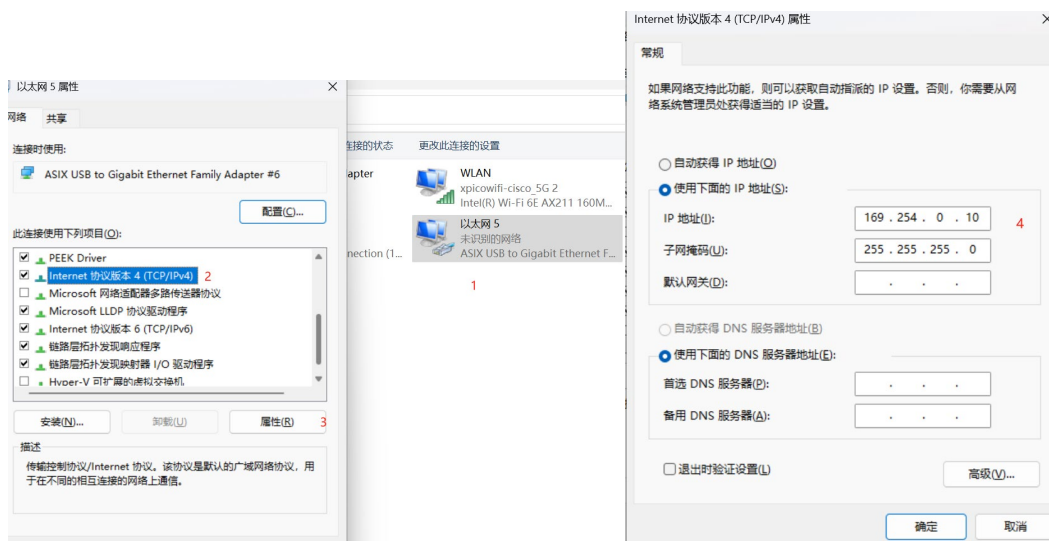 以太网 5 属性
网络 共享
连接时使用:
ASIX USB to Gigabit Ethernet Family Adapter #6
配置(C)...
此连接使用下列项目(O):
PEEK Driver
Internet 协议版本 4 (TCP/IPv4) 2
Microsoft 网络适配器多路传送器协议
Microsoft LLDP 协议驱动程序
Internet 协议版本 6 (TCP/IPv6)
链路层拓扑发现响应程序
链路层拓扑发现映射器 I/O 驱动程序
Hyper-V 可扩展的虚拟交换机
安装(N)... 卸载(U) 属性(R) 3
描述
传输控制协议/Internet 协议。该协议是默认的广域网络协议，用
于在不同的相互连接的网络上通信。
连接的状态 更改此连接的设置
apter
WLAN
xpicowifi-cisco_5G 2
Intel(R) Wi-Fi 6E AX211 160M...
以太网 5
未识别的网络
nection (1... ASIX USB to Gigabit Ethernet F...
1
Internet 协议版本 4 (TCP/IPv4) 属性
常规
如果网络支持此功能，则可以获取自动指派的 IP 设置。否则，你需要从网
络系统管理员处获得适当的 IP 设置。
自动获得 IP 地址(O)
使用下面的 IP 地址(S):
IP 地址(I): 169 . 254 . 0 . 10 4
子网掩码(U): 255 . 255 . 255 . 0
默认网关(D): . . .
自动获得 DNS 服务器地址(B)
使用下面的 DNS 服务器地址(E):
首选 DNS 服务器(P): . . .
备用 DNS 服务器(A): . . .
退出时验证设置(L)
高级(V)...
确定 取消